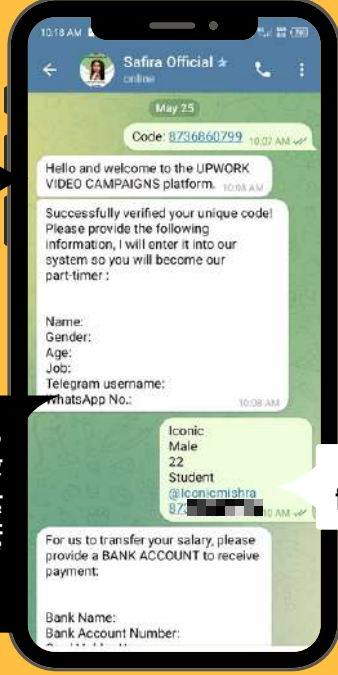 10:18 AM
Safira Official
online
May 25
Code: 8736860799 10:07 AM
Hello and welcome to the UPWORK
VIDEO CAMPAIGNS platform. 10:08 AM
Successfully verified your unique code!
Please provide the following
information, I will enter it into our
system so you will become our
part-timer :
Name:
Gender:
Age:
Job:
Telegram username:
WhatsApp No.: 10:08 AM
Iconic
Male
22
Student
@Iconicmishra
87
AM
For us to transfer your salary, please
provide a BANK ACCOUNT to receive
payment:
Bank Name:
Bank Account Number: